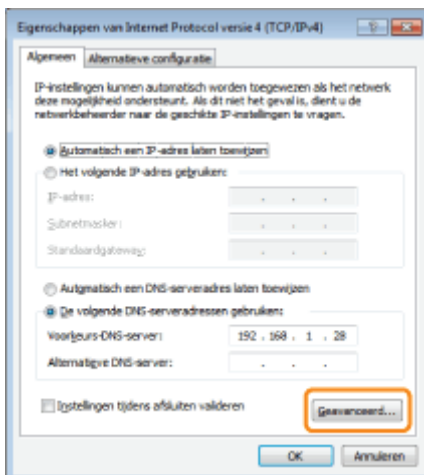 Eigenschappen van Internet Protocol versie 4 (TCP/IPv4)
Algemeen
Alternatieve configuratie
IP-instellingen kunnen automatisch worden toegewezen als het netwerk
deze mogelijkheid ondersteunt. Als dit niet het geval is, dient u de
netwerkbeheerder naar de geschikte IP-instellingen te vragen.
Automatisch een IP-adres laten toewijzen
Het volgende IP-adres gebruiken:
IP-adres:
Subnetmasker:
Standaardgateway:
Automatisch een DNS-serveradres laten toewijzen
De volgende DNS-serveradressen gebruiken:
Voorkeurs-DNS-server: 192 . 168 . 1 . 28
Alternatieve DNS-server:
Instellingen tijdens afsluiten valideren
Geavanceerd...
OK
Annuleren